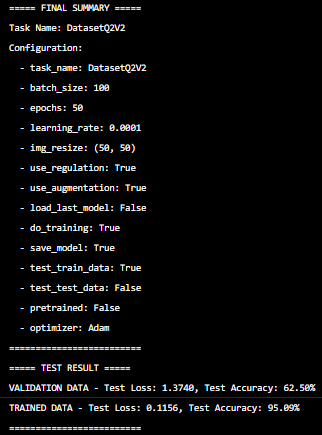 ===== FINAL SUMMARY =====
Task Name: DatasetQ2V2
Configuration:
- task_name: DatasetQ2V2
- batch_size: 100
- epochs: 50
- learning_rate: 0.0001
- img_resize: (50, 50)
- use_regulation: True
- use_augmentation: True
- load_last_model: False
- do_training: True
- save_model: True
- test_train_data: True
- test_test_data: False
- pretrained: False
- optimizer: Adam
=========================
===== TEST RESULT =====
VALIDATION DATA - Test Loss: 1.3740, Test Accuracy: 62.50%
TRAINED DATA - Test Loss: 0.1156, Test Accuracy: 95.09%
=========================